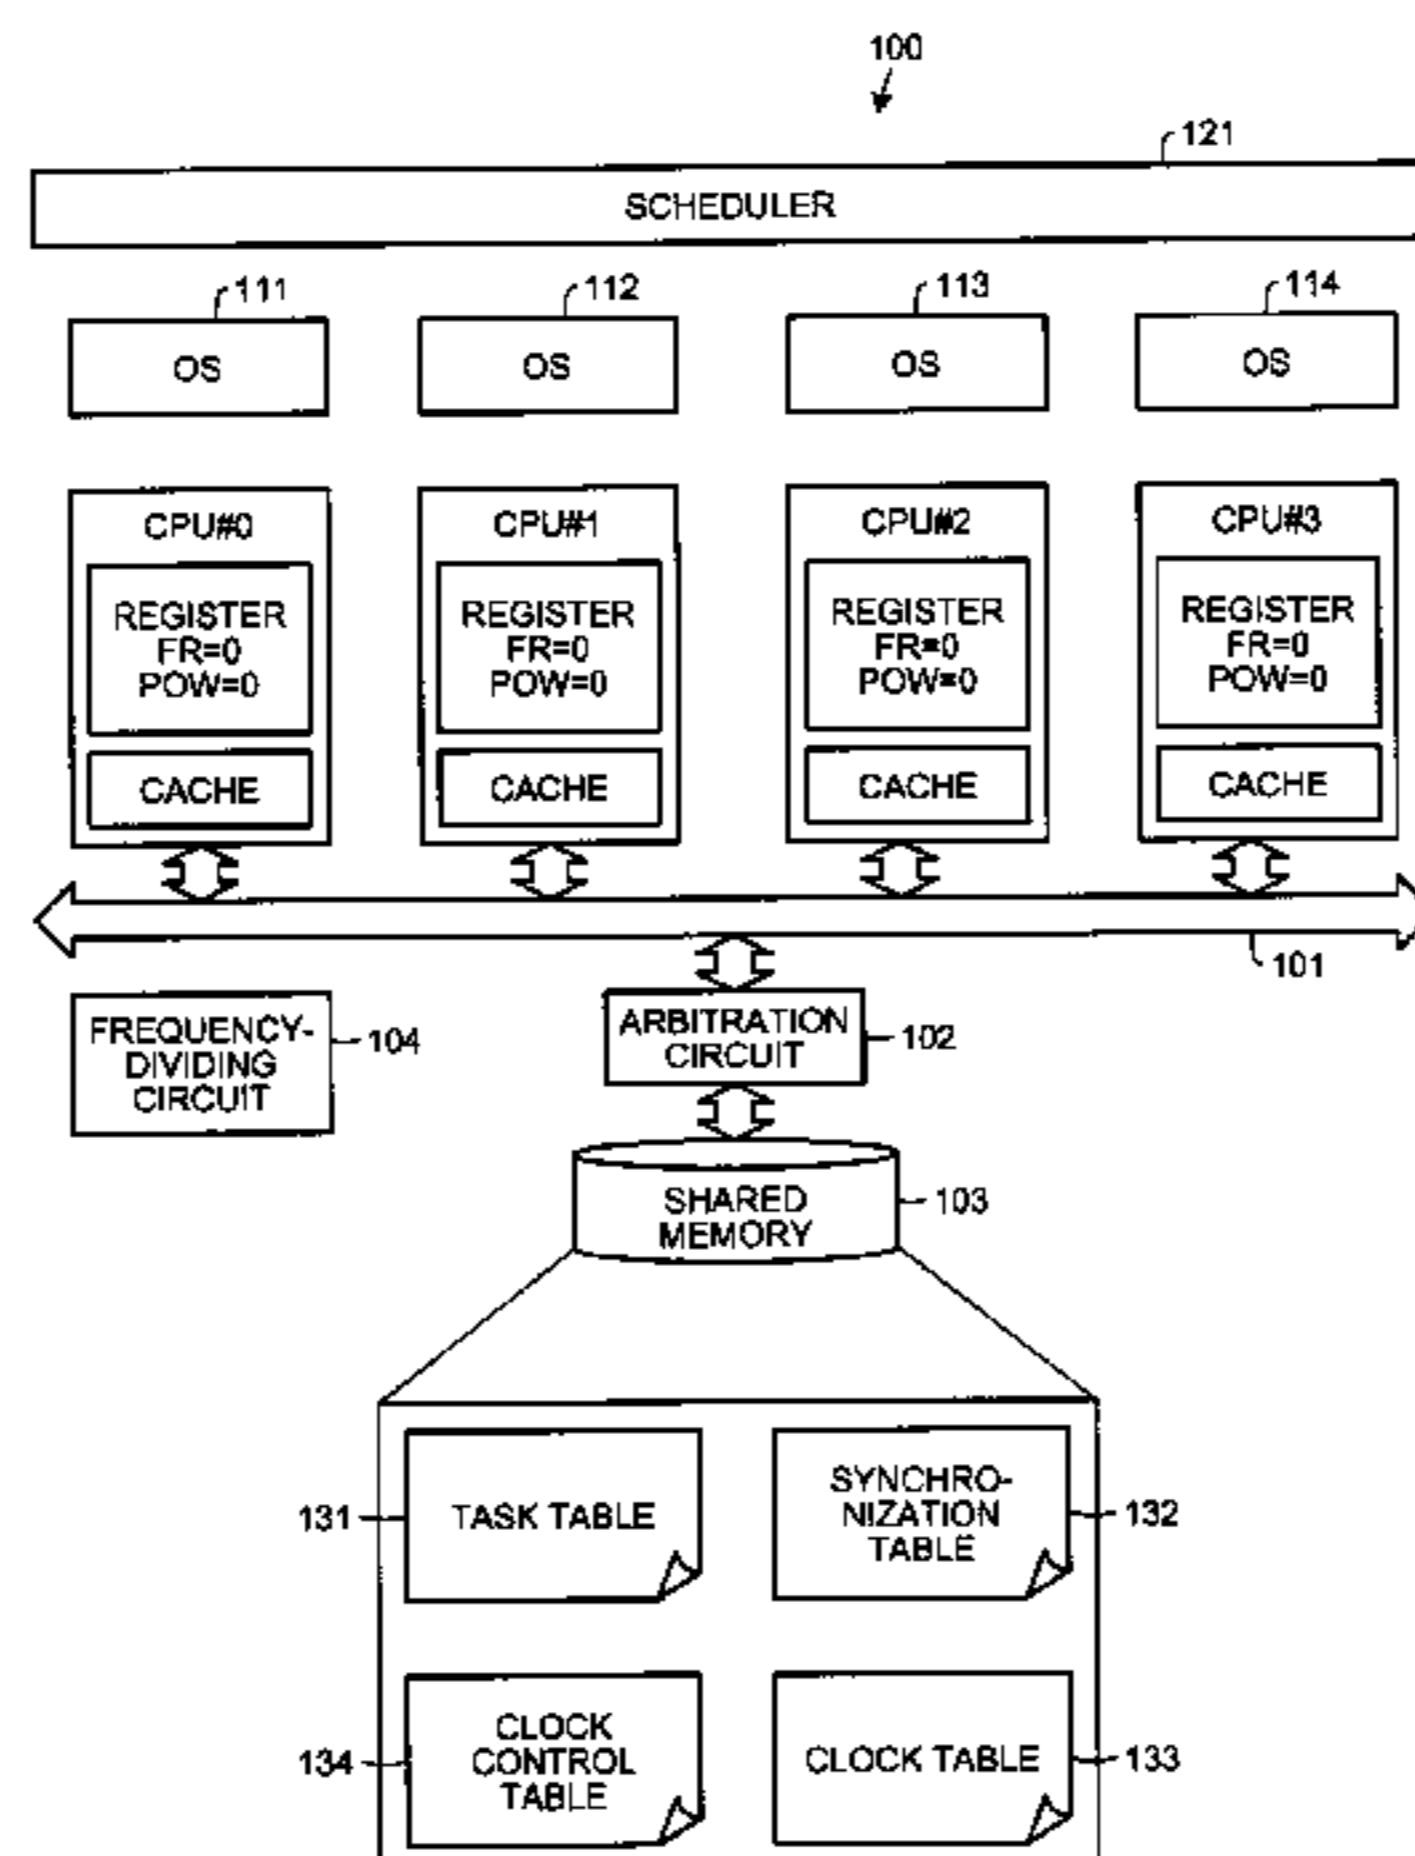 100
121
SCHEDULER
111
112
113
114
OS
OS
OS
OS
CPU#0
REGISTER
FR=0
POW=0
CACHE
CPU#1
REGISTER
FR=0
POW=0
CACHE
CPU#2
REGISTER
FR=0
POW=0
CACHE
CPU#3
REGISTER
FR=0
POW=0
CACHE
101
FREQUENCY-
DIVIDING
CIRCUIT
104
ARBITRATION
CIRCUIT
102
SHARED
MEMORY
103
131
TASK TABLE
SYNCHRO-
NIZATION
TABLE
132
134
CLOCK
CONTROL
TABLE
CLOCK TABLE
133